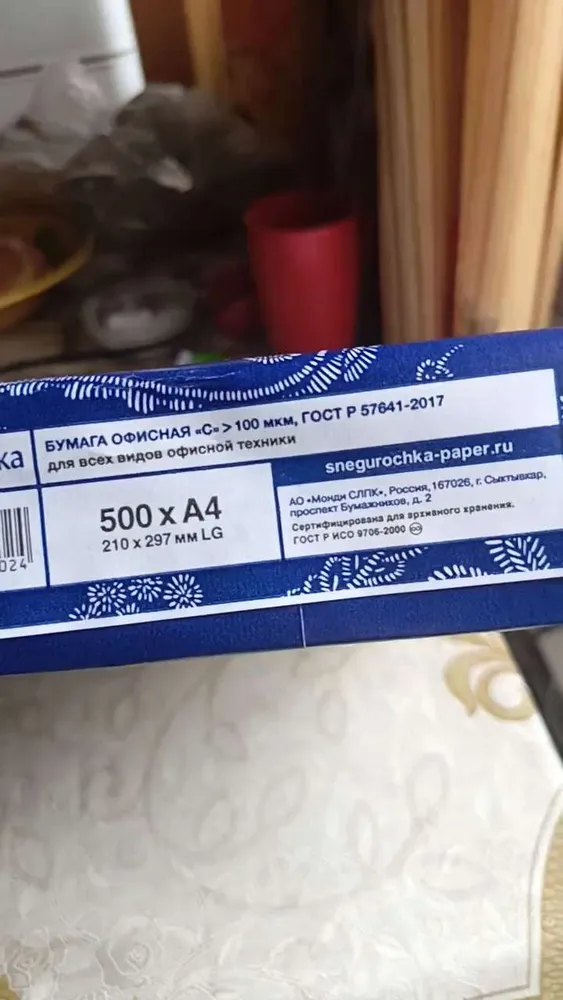 ка
БУМАГА ОФИСНАЯ «С» > 100 мкм, ГОСТ Р 57641-2017
для всех видов офисной техники
500 x A4
210 x 297 мм LG
024
snegurochka-paper.ru
АО «Монди СЛПК», Россия, 167026, г. Сыктывкар,
проспект Бумажников, д. 2
Сертифицирована для архивного хранения.
ГОСТ Р ИСО 9706-2000